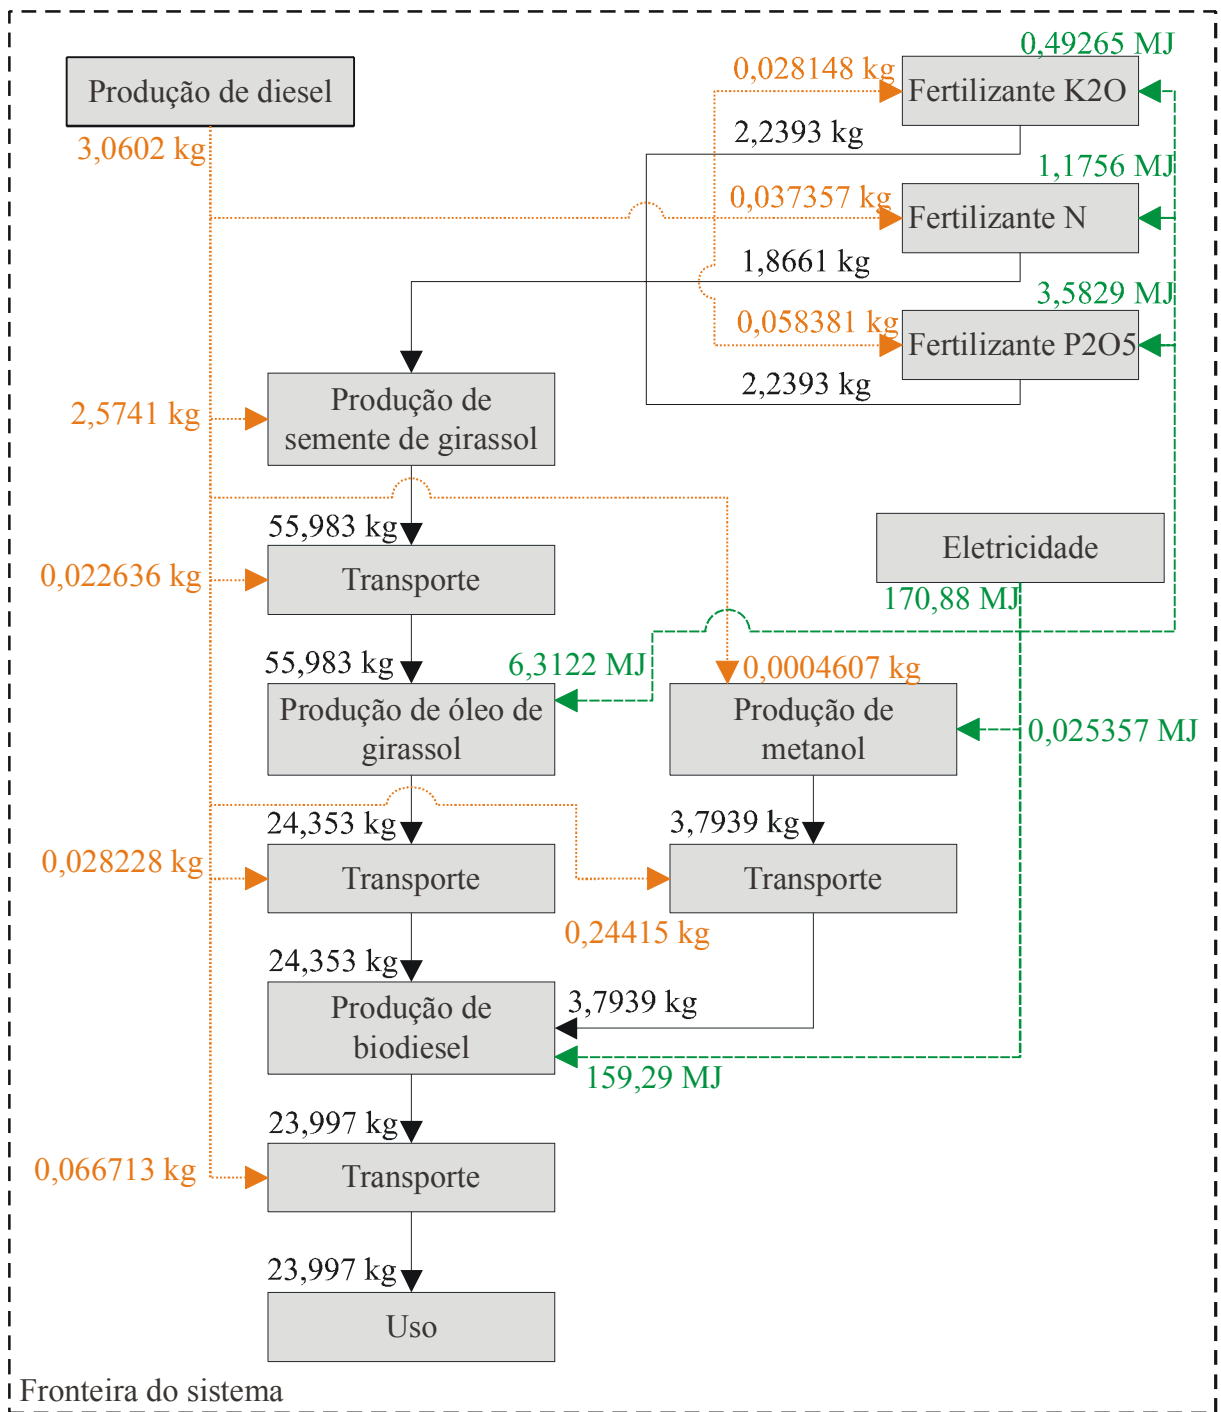 0,49265 MJ
Produção de diesel
0,028148 kg
Fertilizante K2O
3,0602 kg
2,2393 kg
1,1756 MJ
0,037357 kg
Fertilizante N
1,8661 kg
3,5829 MJ
0,058381 kg
Fertilizante P2O5
2,2393 kg
2,5741 kg
Produção de
semente de girassol
55,983 kg
Eletricidade
0,022636 kg
Transporte
170,88 MJ
55,983 kg
6,3122 MJ
0,0004607 kg
Produção de óleo de
girassol
Produção de
metanol
0,025357 MJ
24,353 kg
3,7939 kg
0,028228 kg
Transporte
Transporte
0,24415 kg
24,353 kg
3,7939 kg
Produção de
biodiesel
159,29 MJ
23,997 kg
0,066713 kg
Transporte
23,997 kg
Uso
Fronteira do sistema